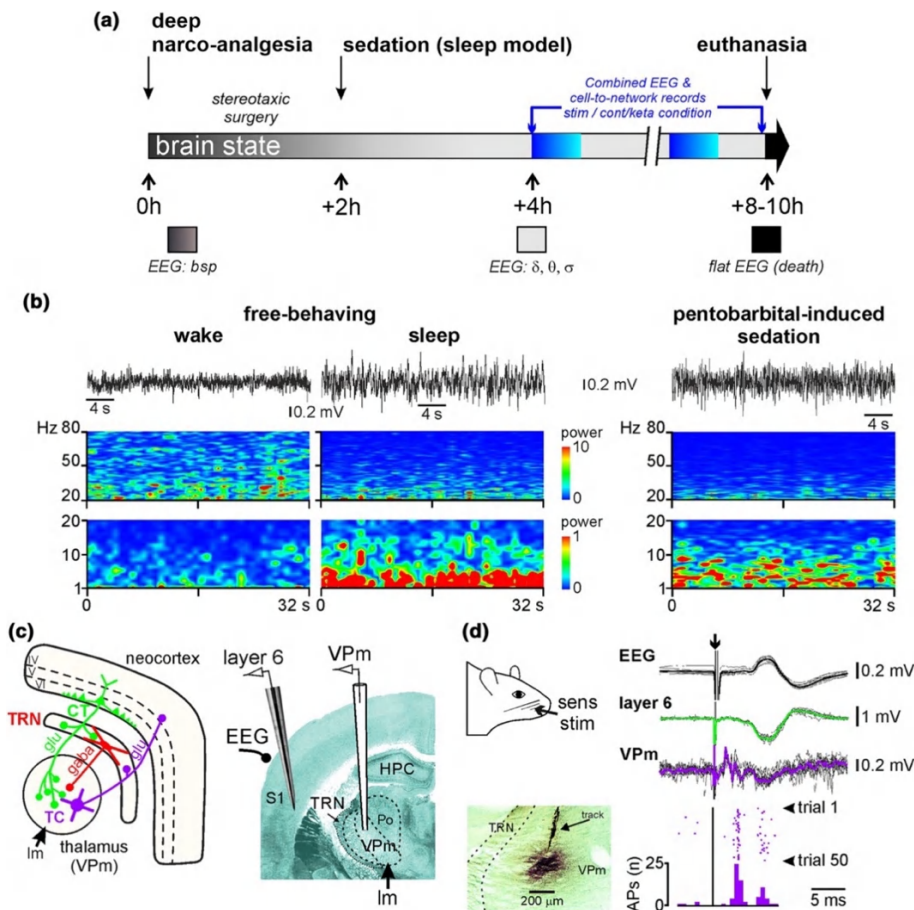 (a)
deep
narco-analgesia
sedation (sleep model)
euthanasia
stereotaxic
surgery
Combined EEG &
cell-to-network records
stim / cont/keta condition
brain state
0h
+2h
+4h
+8-10h
EEG: bsp
EEG: δ, θ, σ
flat EEG (death)
(b)
free-behaving
wake
sleep
pentobarbital-induced
sedation
4 s
0.2 mV
4 s
0.2 mV
4 s
Hz 80
50
20
power
10
0
80
50
20
20
10
1
power
1
0
20
10
1
0
32 s
0
32 s
0
32 s
(c)
neocortex
IV
V
VI
TRN
CT
glu
gaba
glu
TC
lm
thalamus
(VPm)
layer 6
VPm
EEG
S1
TRN
HPC
Po
VPm
lm
(d)
sens
stim
EEG
0.2 mV
layer 6
1 mV
VPm
0.2 mV
trial 1
trial 50
TRN
track
VPm
200 µm
APs (n)
25
0
5 ms